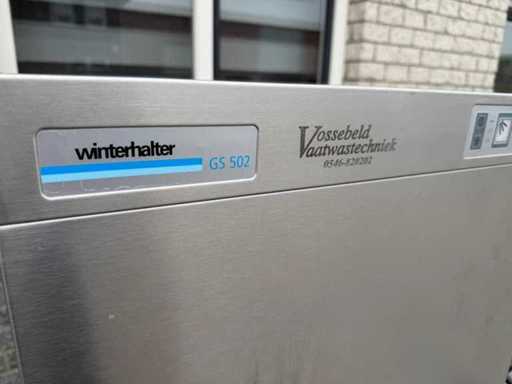 winterhalter
GS 502
Vossebeld
Vaatwastechniek
0546-820202